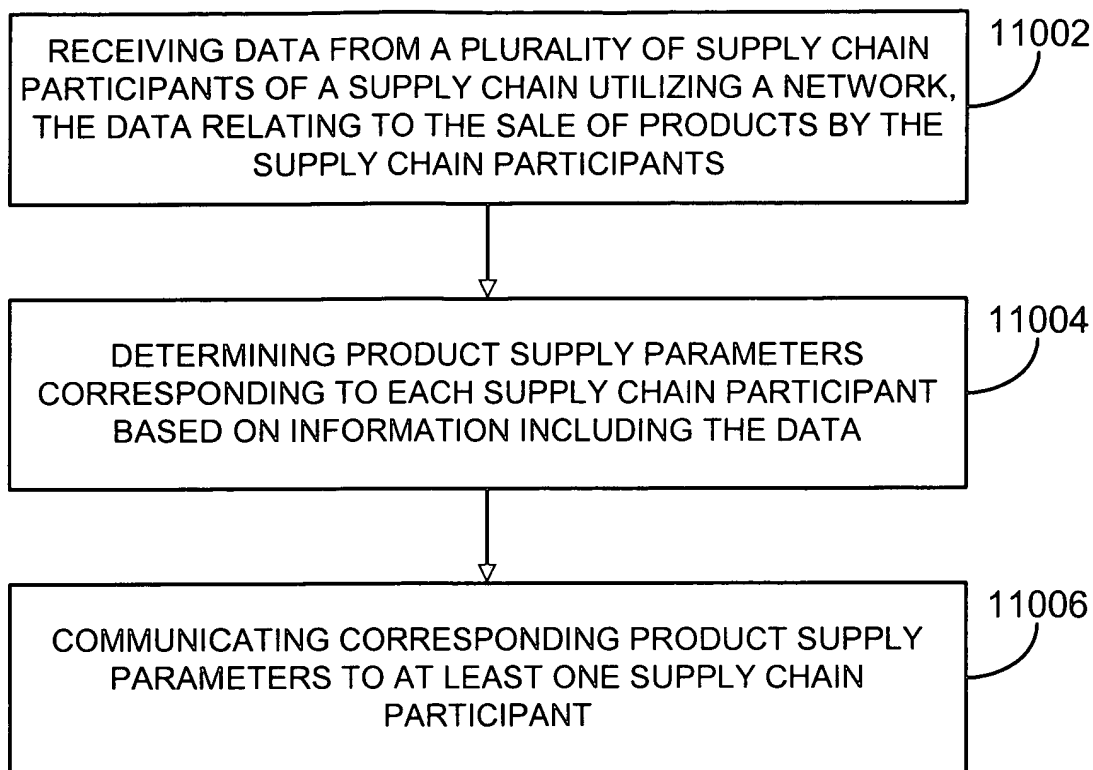 RECEIVING DATA FROM A PLURALITY OF SUPPLY CHAIN
PARTICIPANTS OF A SUPPLY CHAIN UTILIZING A NETWORK,
THE DATA RELATING TO THE SALE OF PRODUCTS BY THE
SUPPLY CHAIN PARTICIPANTS
11002
DETERMINING PRODUCT SUPPLY PARAMETERS
CORRESPONDING TO EACH SUPPLY CHAIN PARTICIPANT
BASED ON INFORMATION INCLUDING THE DATA
11004
COMMUNICATING CORRESPONDING PRODUCT SUPPLY
PARAMETERS TO AT LEAST ONE SUPPLY CHAIN
PARTICIPANT
11006